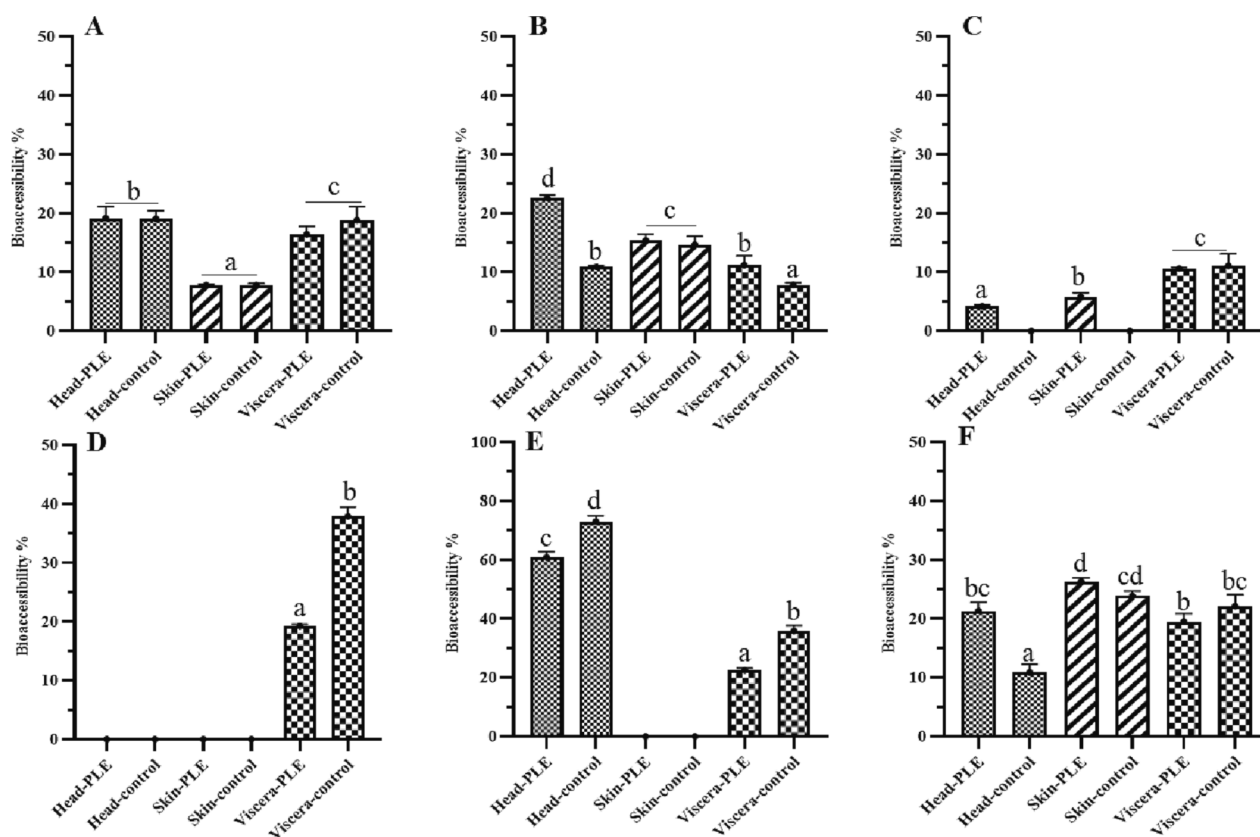 A
Bioaccessibility %
50
40
30
20
10
0
b
a
c
Head-PLE
Head-control
Skin-PLE
Skin-control
Viscera-PLE
Viscera-control
B
Bioaccessibility %
50
40
30
20
10
0
d
b
c
b
a
Head-PLE
Head-control
Skin-PLE
Skin-control
Viscera-PLE
Viscera-control
C
Bioaccessibility %
50
40
30
20
10
0
a
b
c
Head-PLE
Head-control
Skin-PLE
Skin-control
Viscera-PLE
Viscera-control
D
Bioaccessibility %
50
40
30
20
10
0
a
b
Head-PLE
Head-control
Skin-PLE
Skin-control
Viscera-PLE
Viscera-control
E
Bioaccessibility %
100
80
60
40
20
0
c
d
a
b
Head-PLE
Head-control
Skin-PLE
Skin-control
Viscera-PLE
Viscera-control
F
Bioaccessibility %
50
40
30
20
10
0
bc
a
d
cd
b
bc
Head-PLE
Head-control
Skin-PLE
Skin-control
Viscera-PLE
Viscera-control